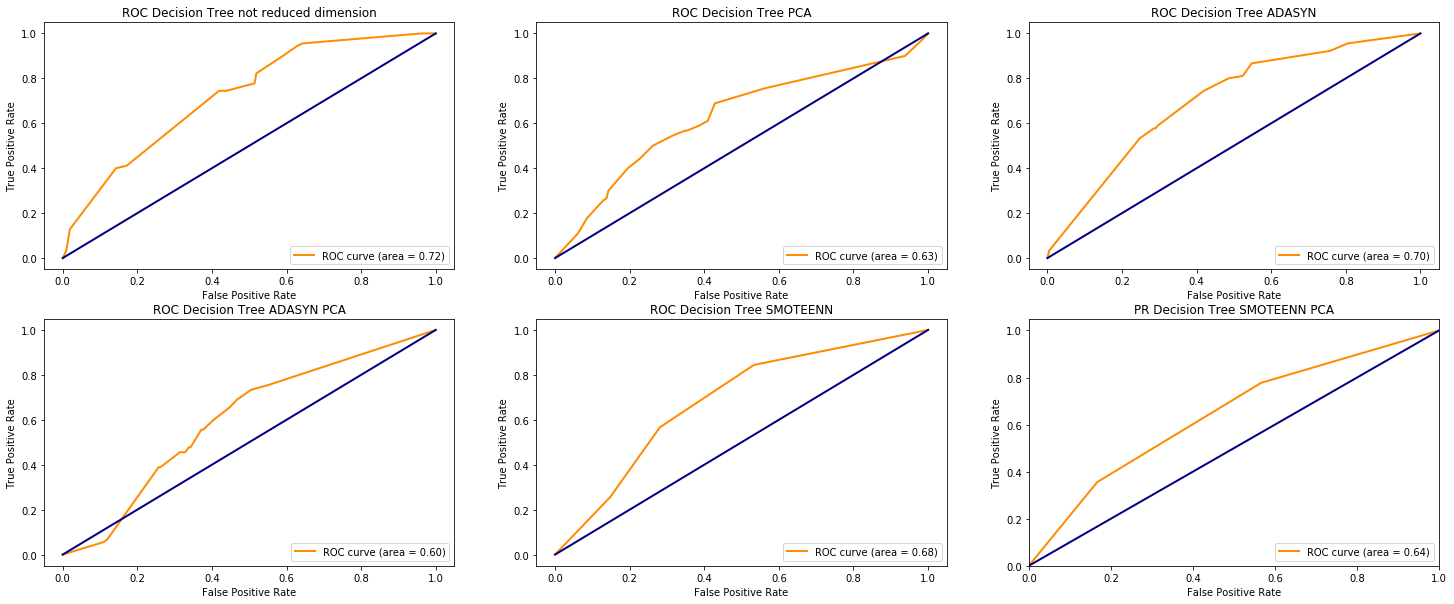 ROC Decision Tree not reduced dimension
1.0
0.8
0.6
0.4
0.2
0.0
True Positive Rate
ROC curve (area = 0.72)
0.0 0.2 0.4 0.6 0.8 1.0
False Positive Rate
ROC Decision Tree PCA
1.0
0.8
0.6
0.4
0.2
0.0
True Positive Rate
ROC curve (area = 0.63)
0.0 0.2 0.4 0.6 0.8 1.0
False Positive Rate
ROC Decision Tree ADASYN
1.0
0.8
0.6
0.4
0.2
0.0
True Positive Rate
ROC curve (area = 0.70)
0.0 0.2 0.4 0.6 0.8 1.0
False Positive Rate
ROC Decision Tree ADASYN PCA
1.0
0.8
0.6
0.4
0.2
0.0
True Positive Rate
ROC curve (area = 0.60)
0.0 0.2 0.4 0.6 0.8 1.0
False Positive Rate
ROC Decision Tree SMOTEENN
1.0
0.8
0.6
0.4
0.2
0.0
True Positive Rate
ROC curve (area = 0.68)
0.0 0.2 0.4 0.6 0.8 1.0
False Positive Rate
PR Decision Tree SMOTEENN PCA
1.0
0.8
0.6
0.4
0.2
0.0
True Positive Rate
ROC curve (area = 0.64)
0.0 0.2 0.4 0.6 0.8 1.0
False Positive Rate